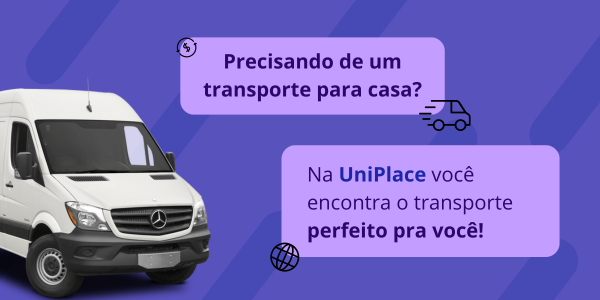 Precisando de um
transporte para casa?
Na UniPlace você
encontra o transporte
perfeito pra você!